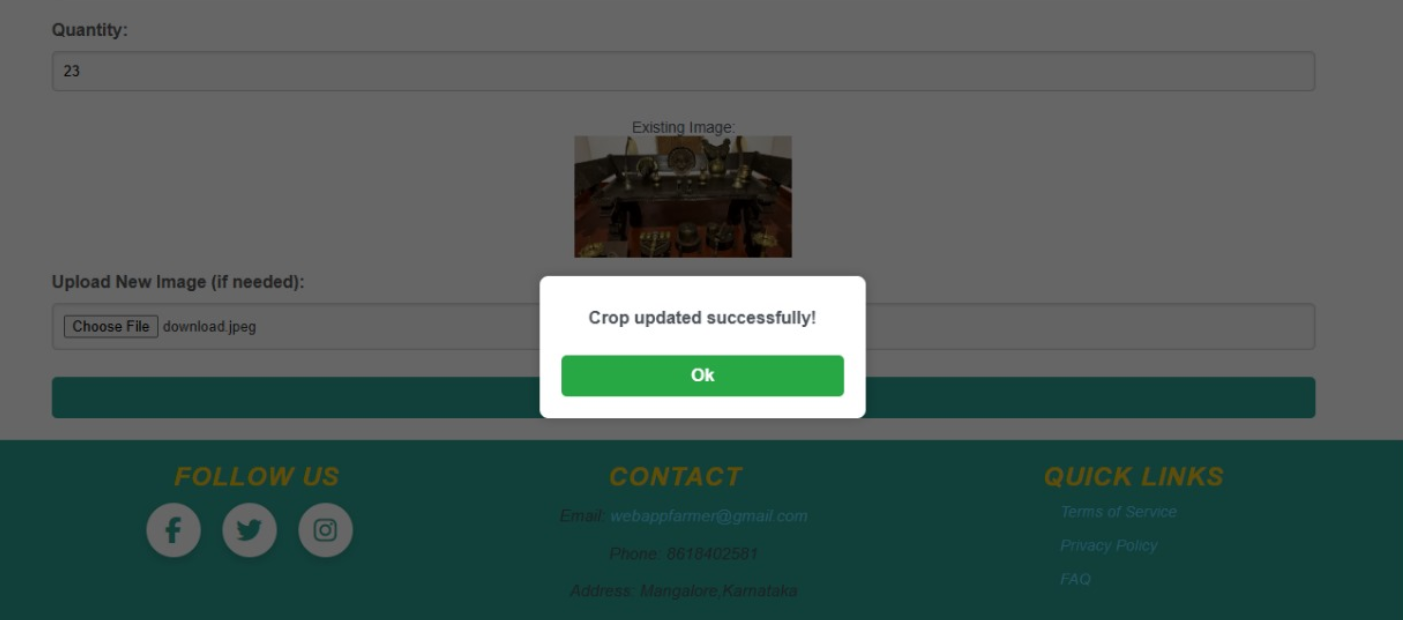 Quantity:
23
Existing Image:
Upload New Image (if needed):
Choose File download.jpeg
Crop updated successfully!
Ok
FOLLOW US
CONTACT
QUICK LINKS
Email: webappfarmer@gmail.com
Terms of Service
Phone: 8618402581
Privacy Policy
Address: Mangalore,Karnataka
FAQ